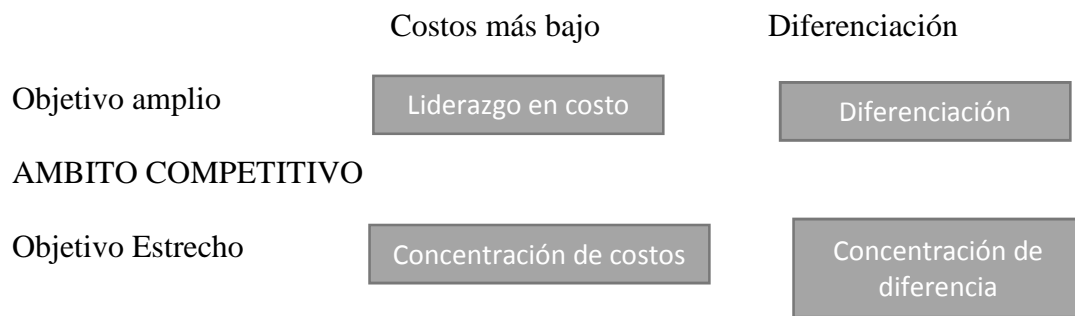 Costos más bajo Diferenciación
Objetivo amplio Liderazgo en costo Diferenciación
AMBITO COMPETITIVO
Objetivo Estrecho Concentración de costos Concentración de
diferencia